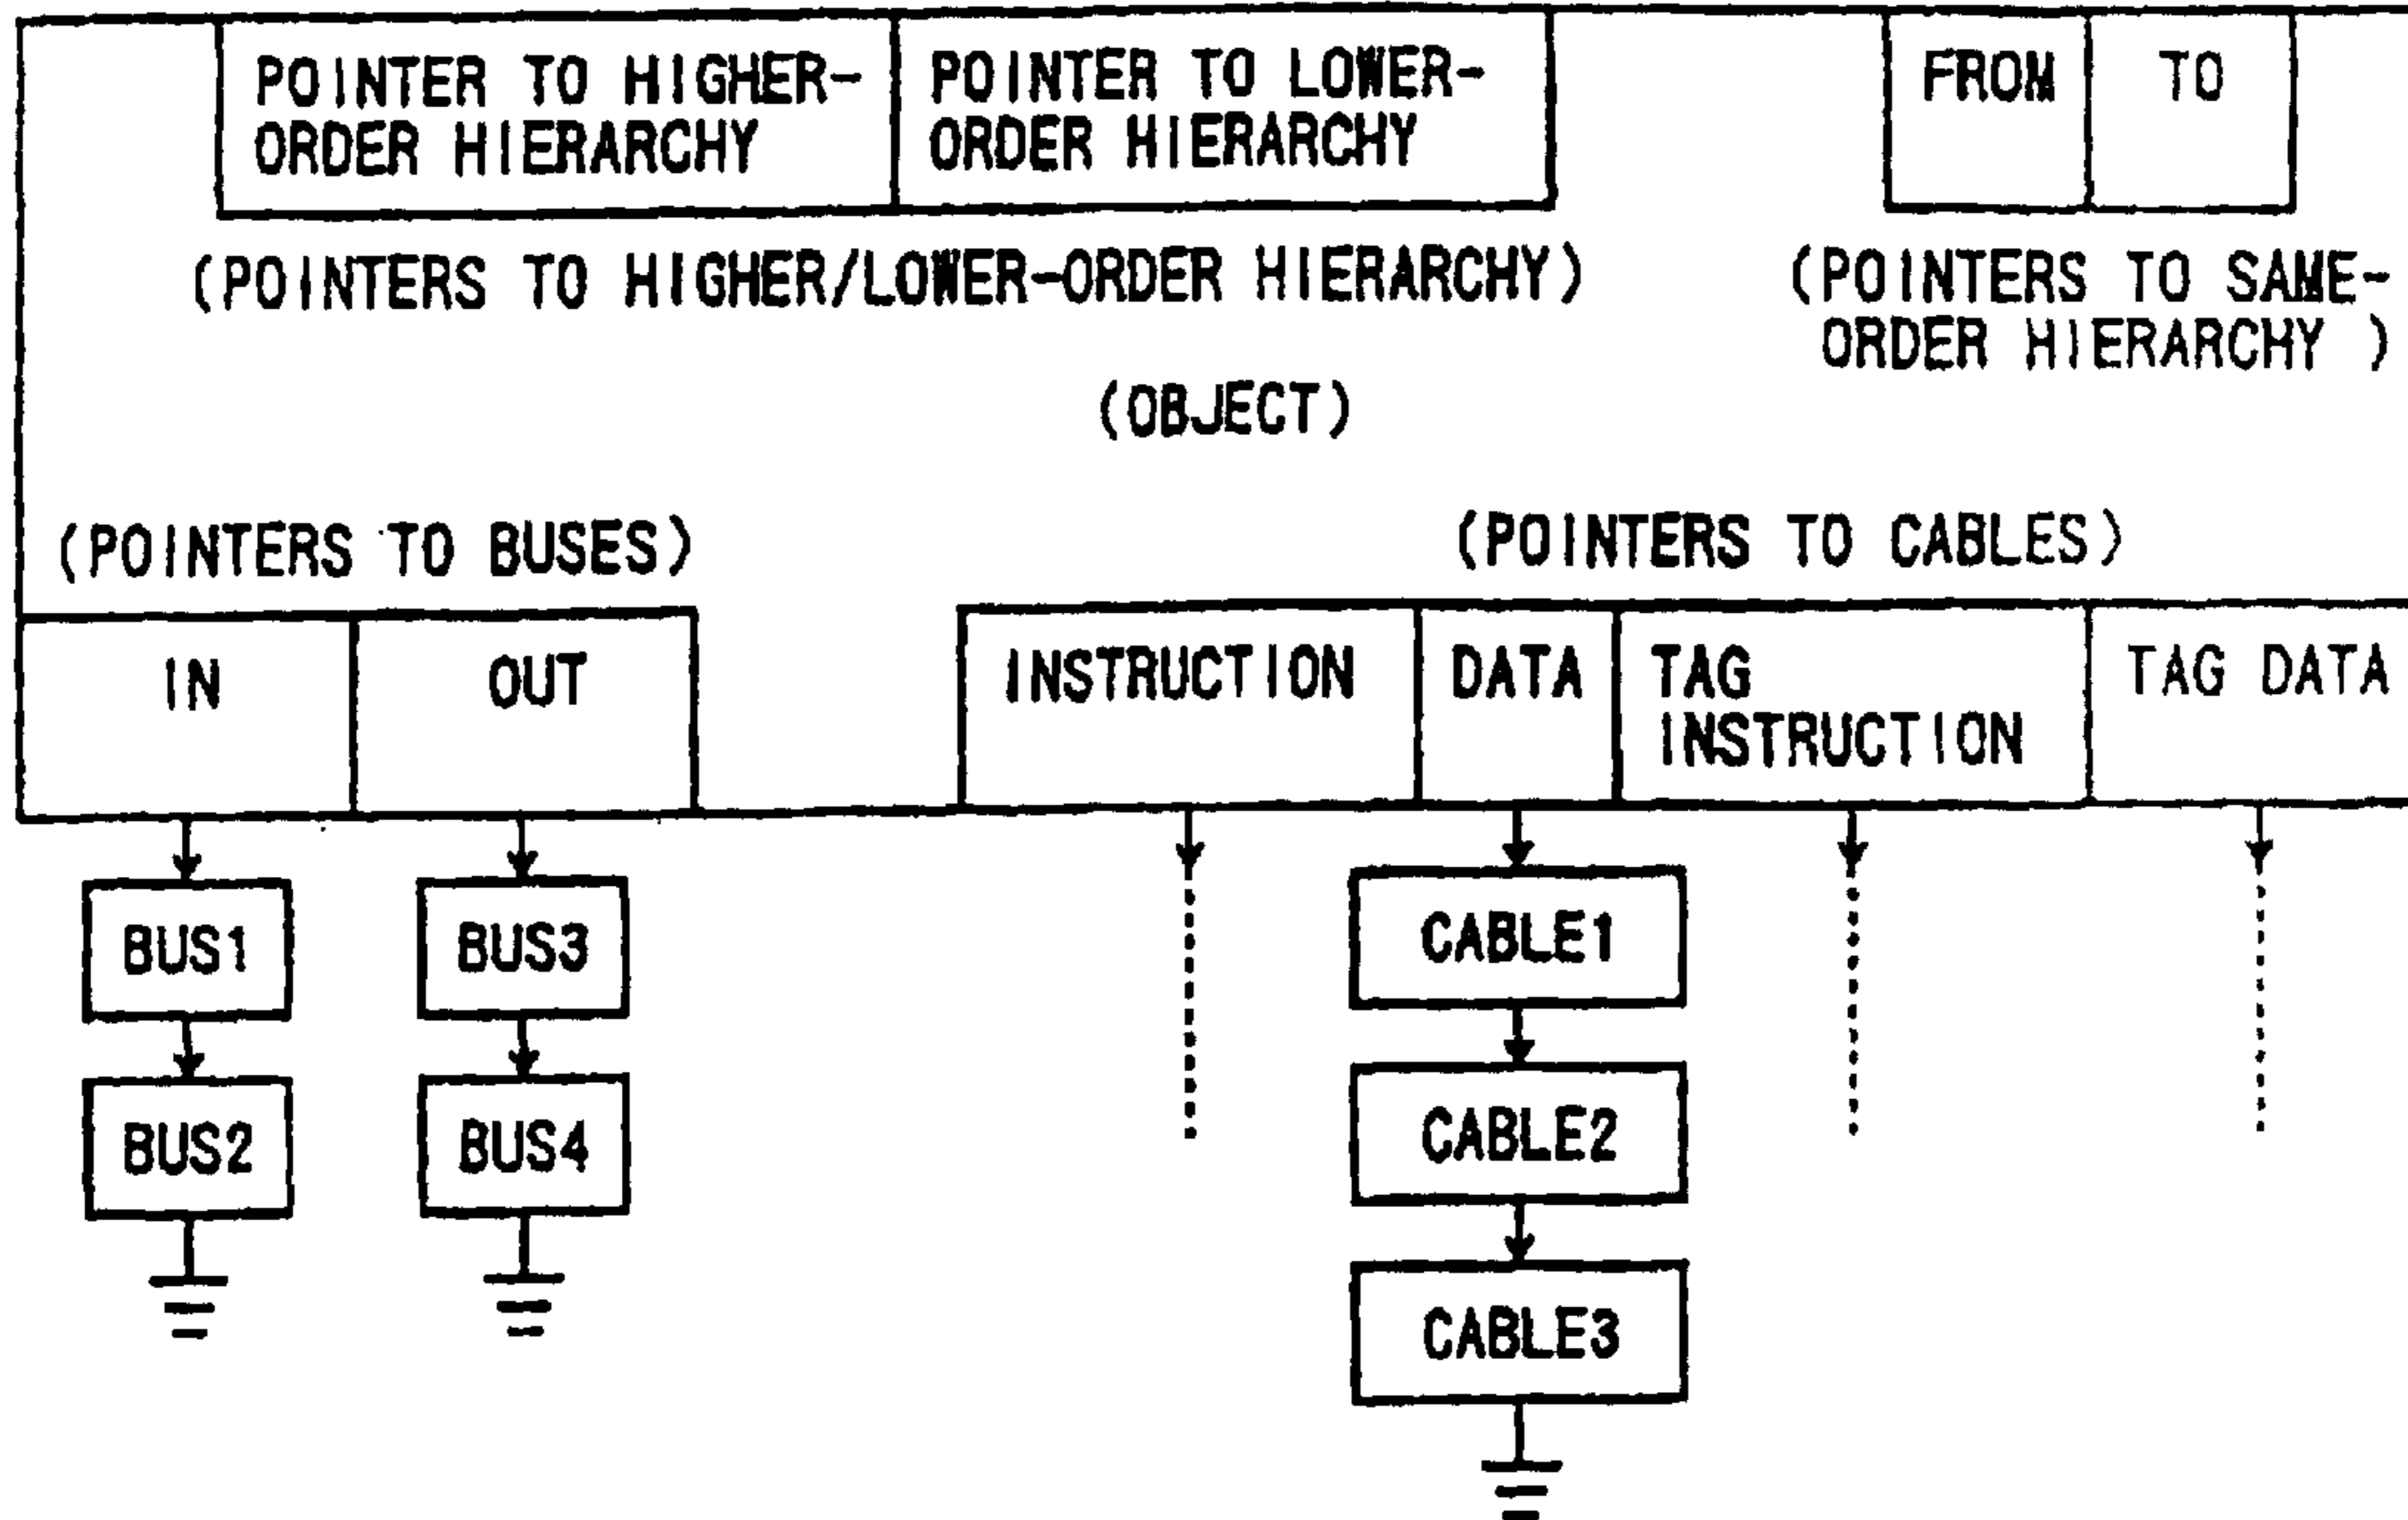 POINTER TO HIGHER-
ORDER HIERARCHY
POINTER TO LOWER-
ORDER HIERARCHY
FROM
TO
(POINTERS TO HIGHER/LOWER-ORDER HIERARCHY)
(POINTERS TO SAME-
ORDER HIERARCHY )
(OBJECT)
(POINTERS TO BUSES)
(POINTERS TO CABLES)
IN
OUT
INSTRUCTION
DATA
TAG
INSTRUCTION
TAG DATA
BUS1
BUS3
CABLE1
BUS2
BUS4
CABLE2
CABLE3